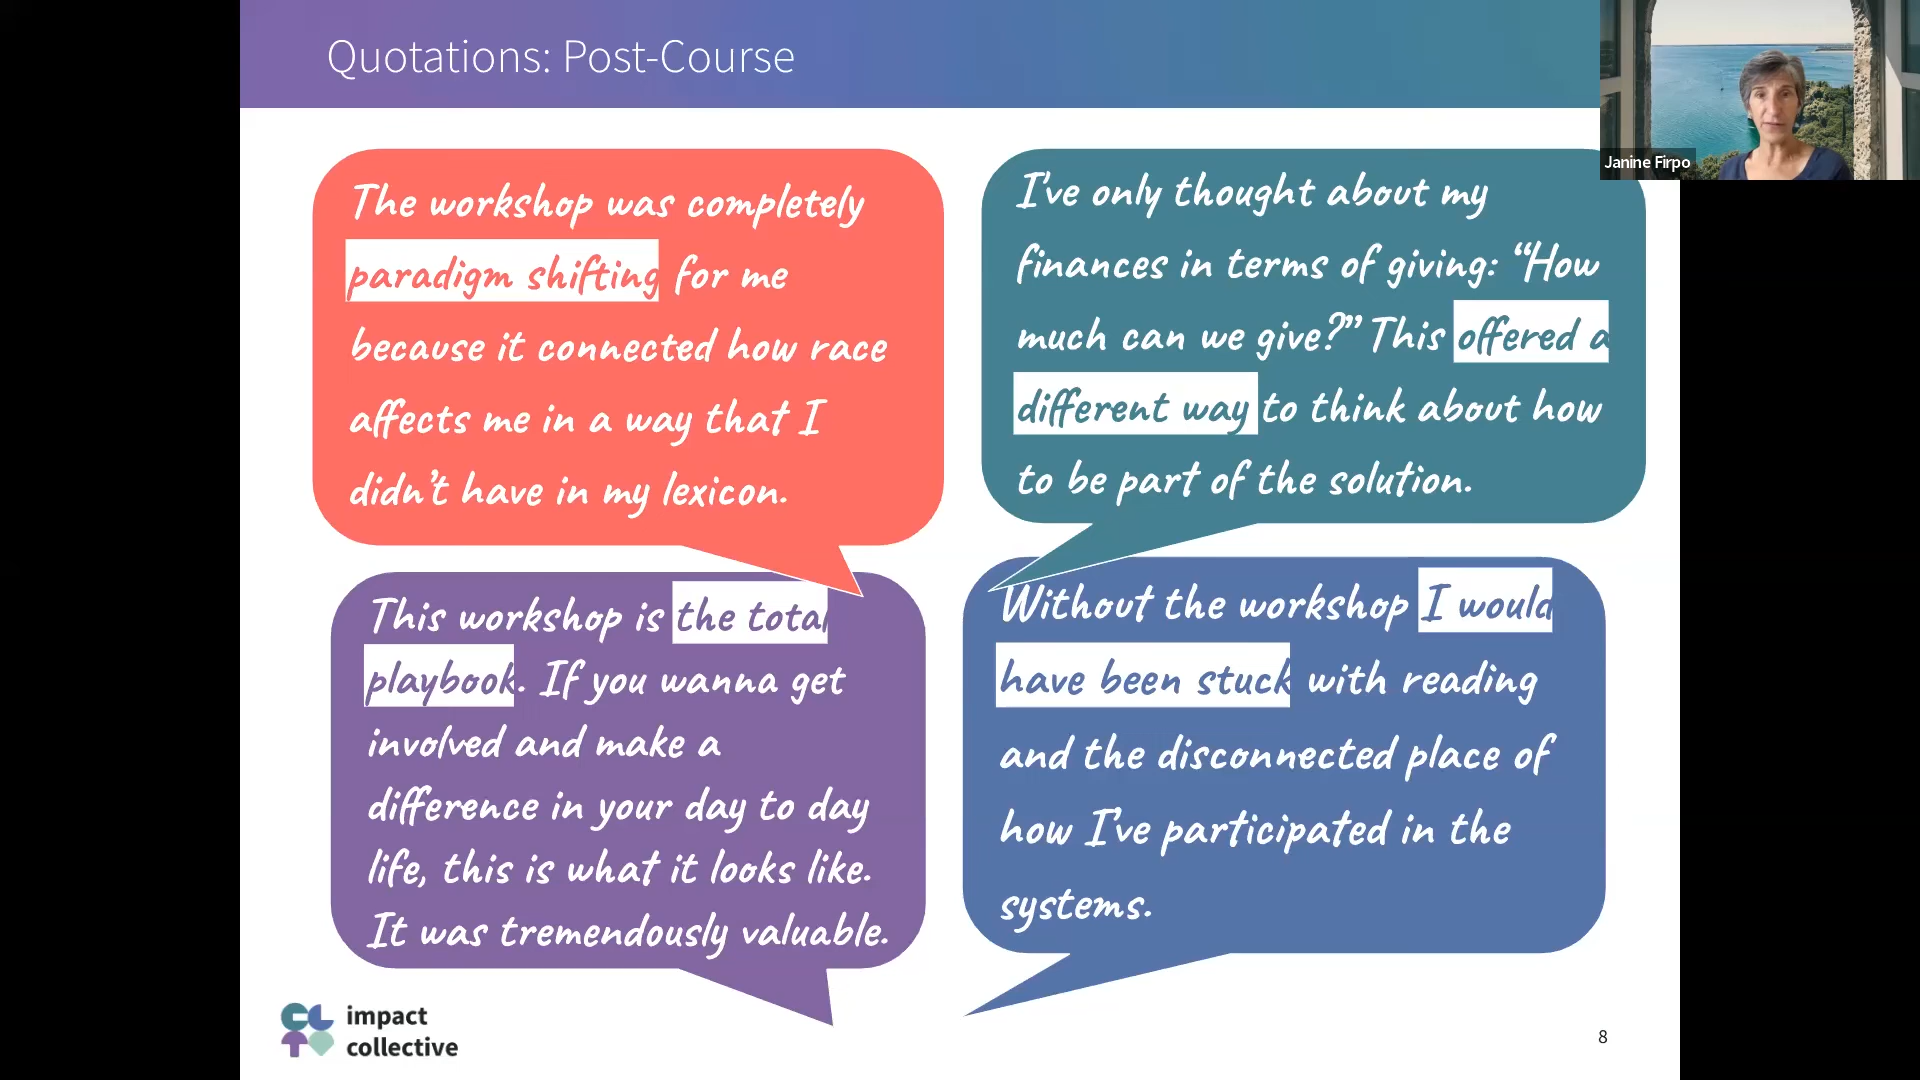 Quotations: Post-Course
Janine Firpo
The workshop was completely
paradigm shifting for me
because it connected how race
affects me in a way that I
didn't have in my lexicon.
I've only thought about my
finances in terms of giving: “How
much can we give?” This offered a
different way to think about how
to be part of the solution.
This workshop is the total
playbook. If you wanna get
involved and make a
difference in your day to day
life, this is what it looks like.
It was tremendously valuable.
Without the workshop I would
have been stuck with reading
and the disconnected place of
how I've participated in the
systems.
impact
collective
8